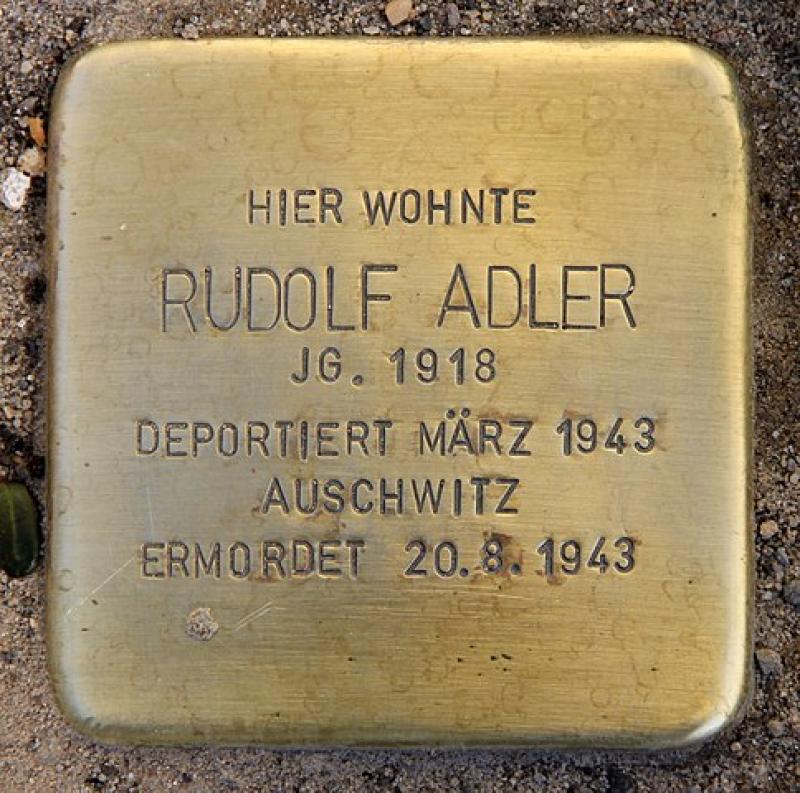 HIER WOHNTE
RUDOLF ADLER
JG. 1918
DEPORTIERT MÄRZ 1943
AUSCHWITZ
ERMORDET 20.8.1943